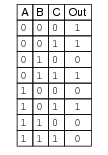 A B C Out
0 0 0 1
0 0 1 1
0 1 0 0
0 1 1 1
1 0 0 0
1 0 1 1
1 1 0 0
1 1 1 0